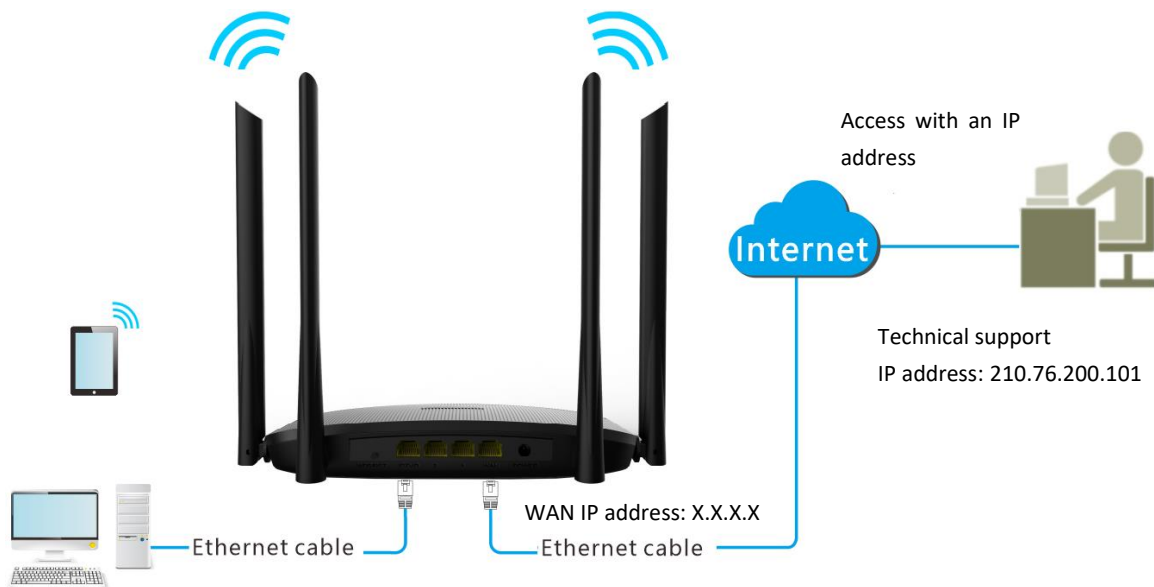 Access with an IP
address
Internet
Technical support
IP address: 210.76.200.101
WAN IP address: X.X.X.X
Ethernet cable
Ethernet cable